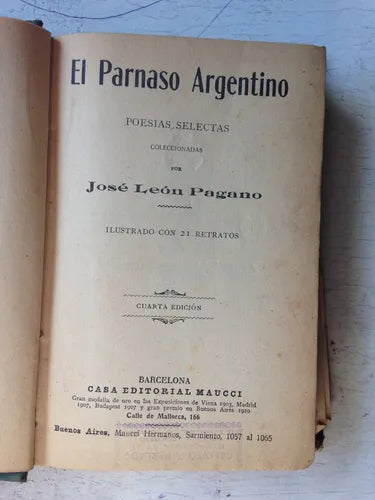 El Parnaso Argentino
POESIAS SELECTAS
COLECCIONADAS
POR
José León Pagano
ILUSTRADO CON 21 RETRATOS
CUARTA EDICIÓN
BARCELONA
CASA EDITORIAL MAUCCI
Gran medalla de oro en las Exposiciones de Viena 1903, Madrid
1907, Budapest 1907 y gran premio en Buenos Aires 1910
Calle de Mallorca, 166
Buenos Aires, Maucci Hermanos, Sarmiento, 1057 al 1065